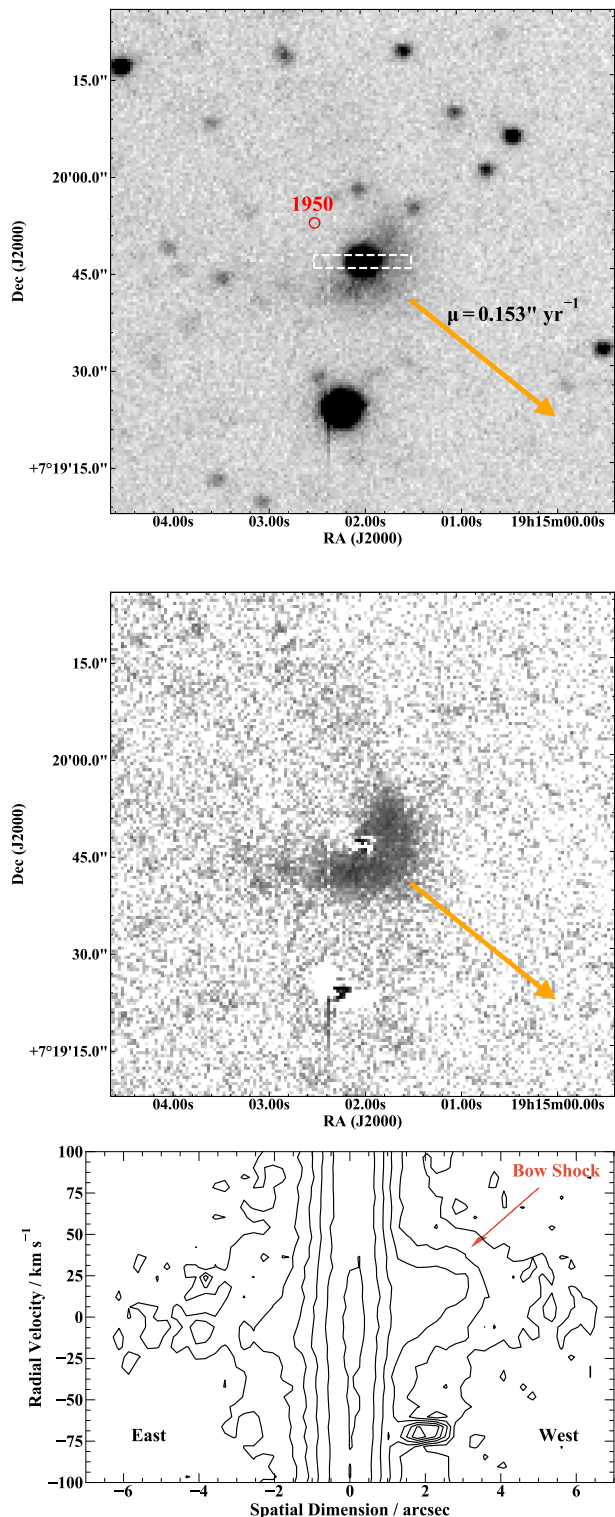 15.0"
20'00.0"
1950
45.0"
μ = 0.153" yr⁻¹
30.0"
+7°19'15.0"
Dec (J2000)
04.00s 03.00s 02.00s 01.00s 19h15m00.00s
RA (J2000)
15.0"
20'00.0"
45.0"
30.0"
+7°19'15.0"
Dec (J2000)
04.00s 03.00s 02.00s 01.00s 19h15m00.00s
RA (J2000)
100
Bow Shock
75
50
25
0
−25
−50
−75
−100
Radial Velocity / km s⁻¹
East West
−6 −4 −2 0 2 4 6
Spatial Dimension / arcsec